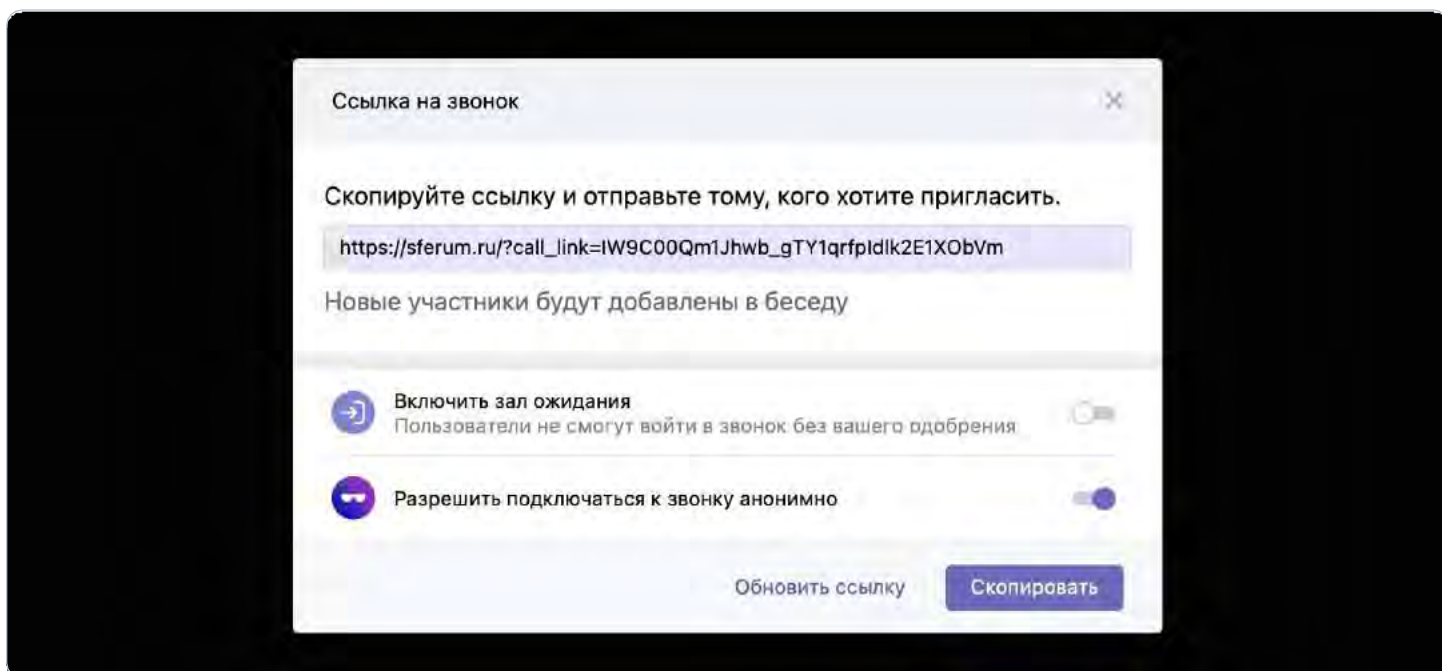 Ссылка на звонок
Скопируйте ссылку и отправьте тому, кого хотите пригласить.
https://sferum.ru/?call_link=IW9C00Qm1Jhwb_gTY1qrfpIdlk2E1XObVm
Новые участники будут добавлены в беседу
Включить зал ожидания
Пользователи не смогут войти в звонок без вашего одобрения
Разрешить подключаться к звонку анонимно
Обновить ссылку
Скопировать